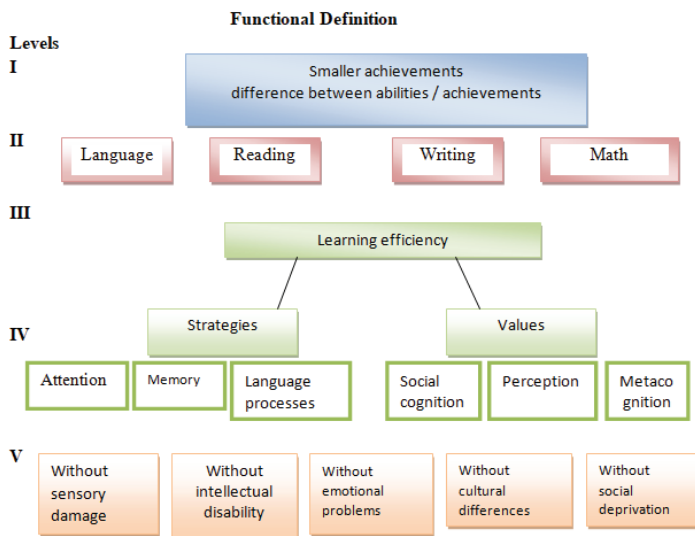 Functional Definition
Levels
I
Smaller achievements
difference between abilities / achievements
II
Language
Reading
Writing
Math
III
Learning efficiency
IV
Strategies
Values
Attention
Memory
Language
processes
Social
cognition
Perception
Metaco
gnition
V
Without
sensory
damage
Without
intellectual
disability
Without
emotional
problems
Without
cultural
differences
Without
social
deprivation